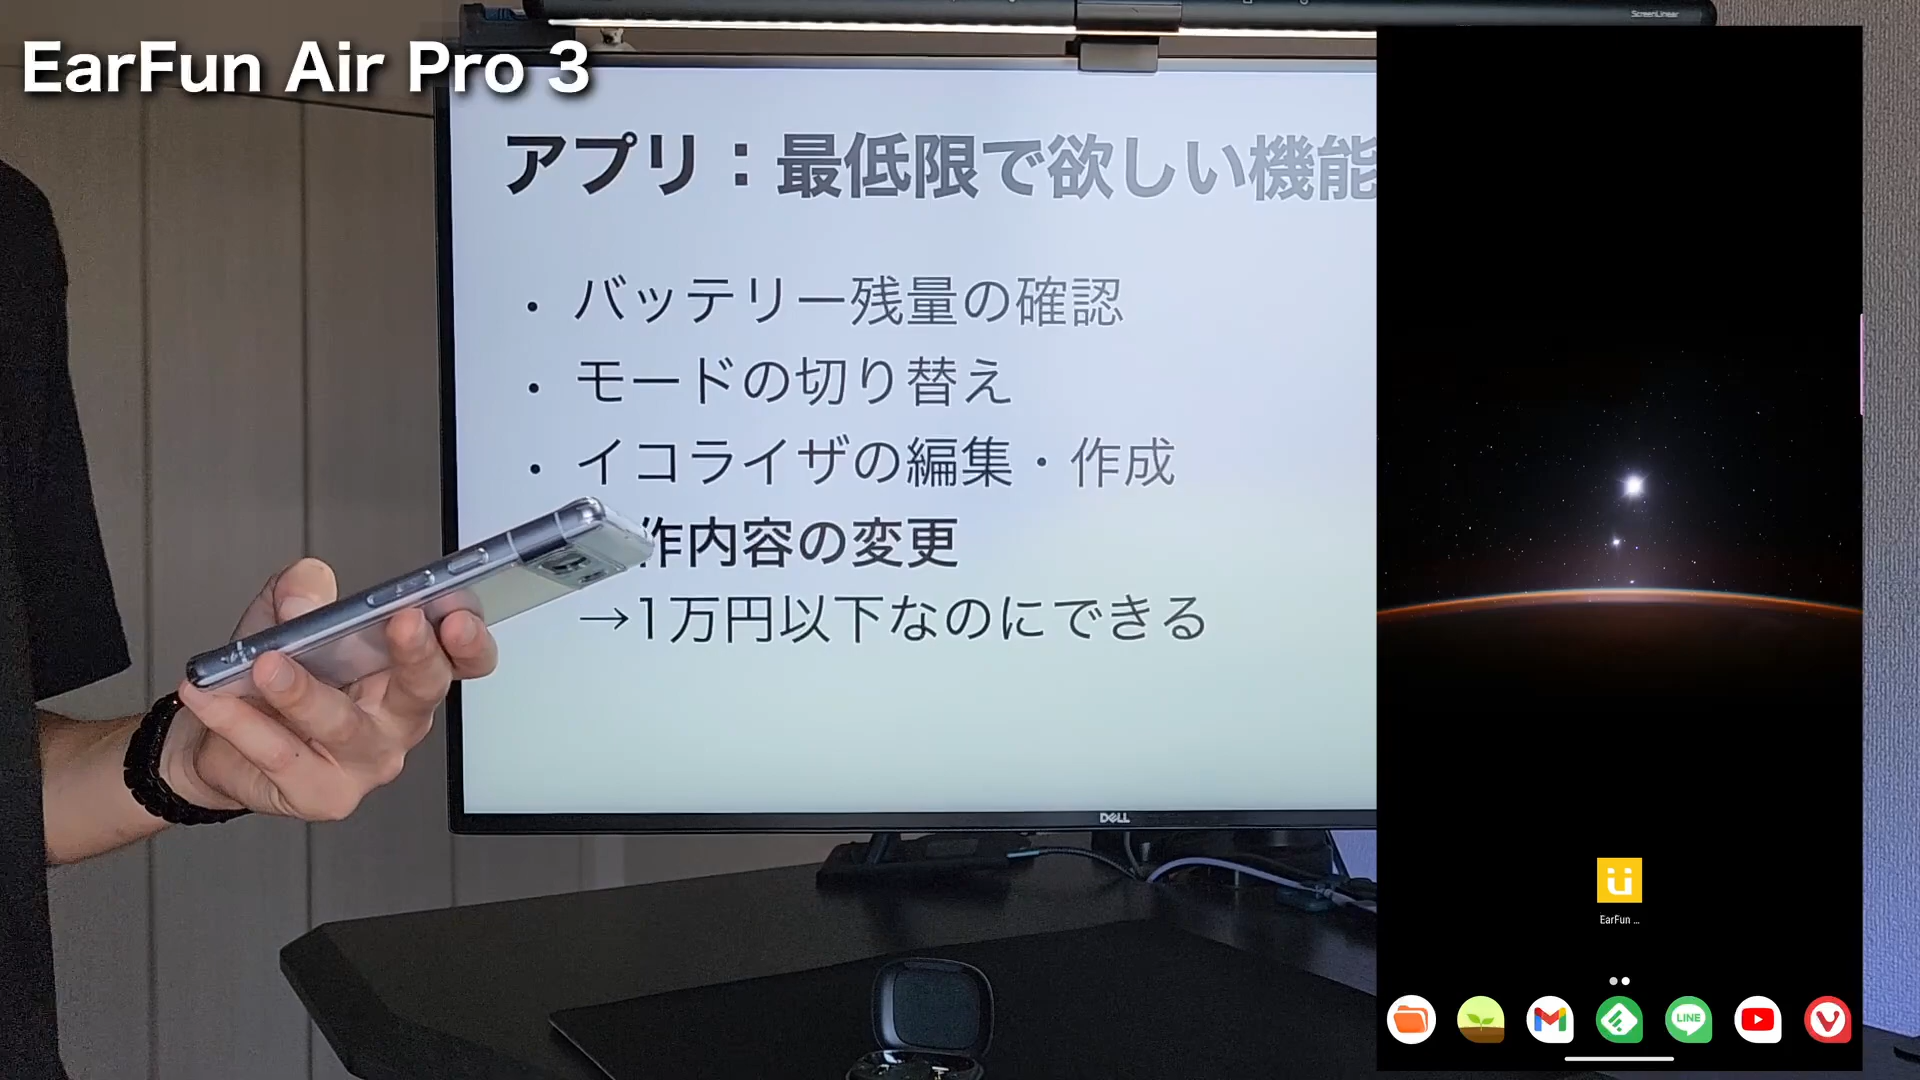 EarFun Air Pro 3
ScreenLinear
アプリ：最低限で欲しい機能
・バッテリー残量の確認
・モードの切り替え
・イコライザの編集・作成
作内容の変更
→1万円以下なのにできる
DELL
EarFun ...
LINE